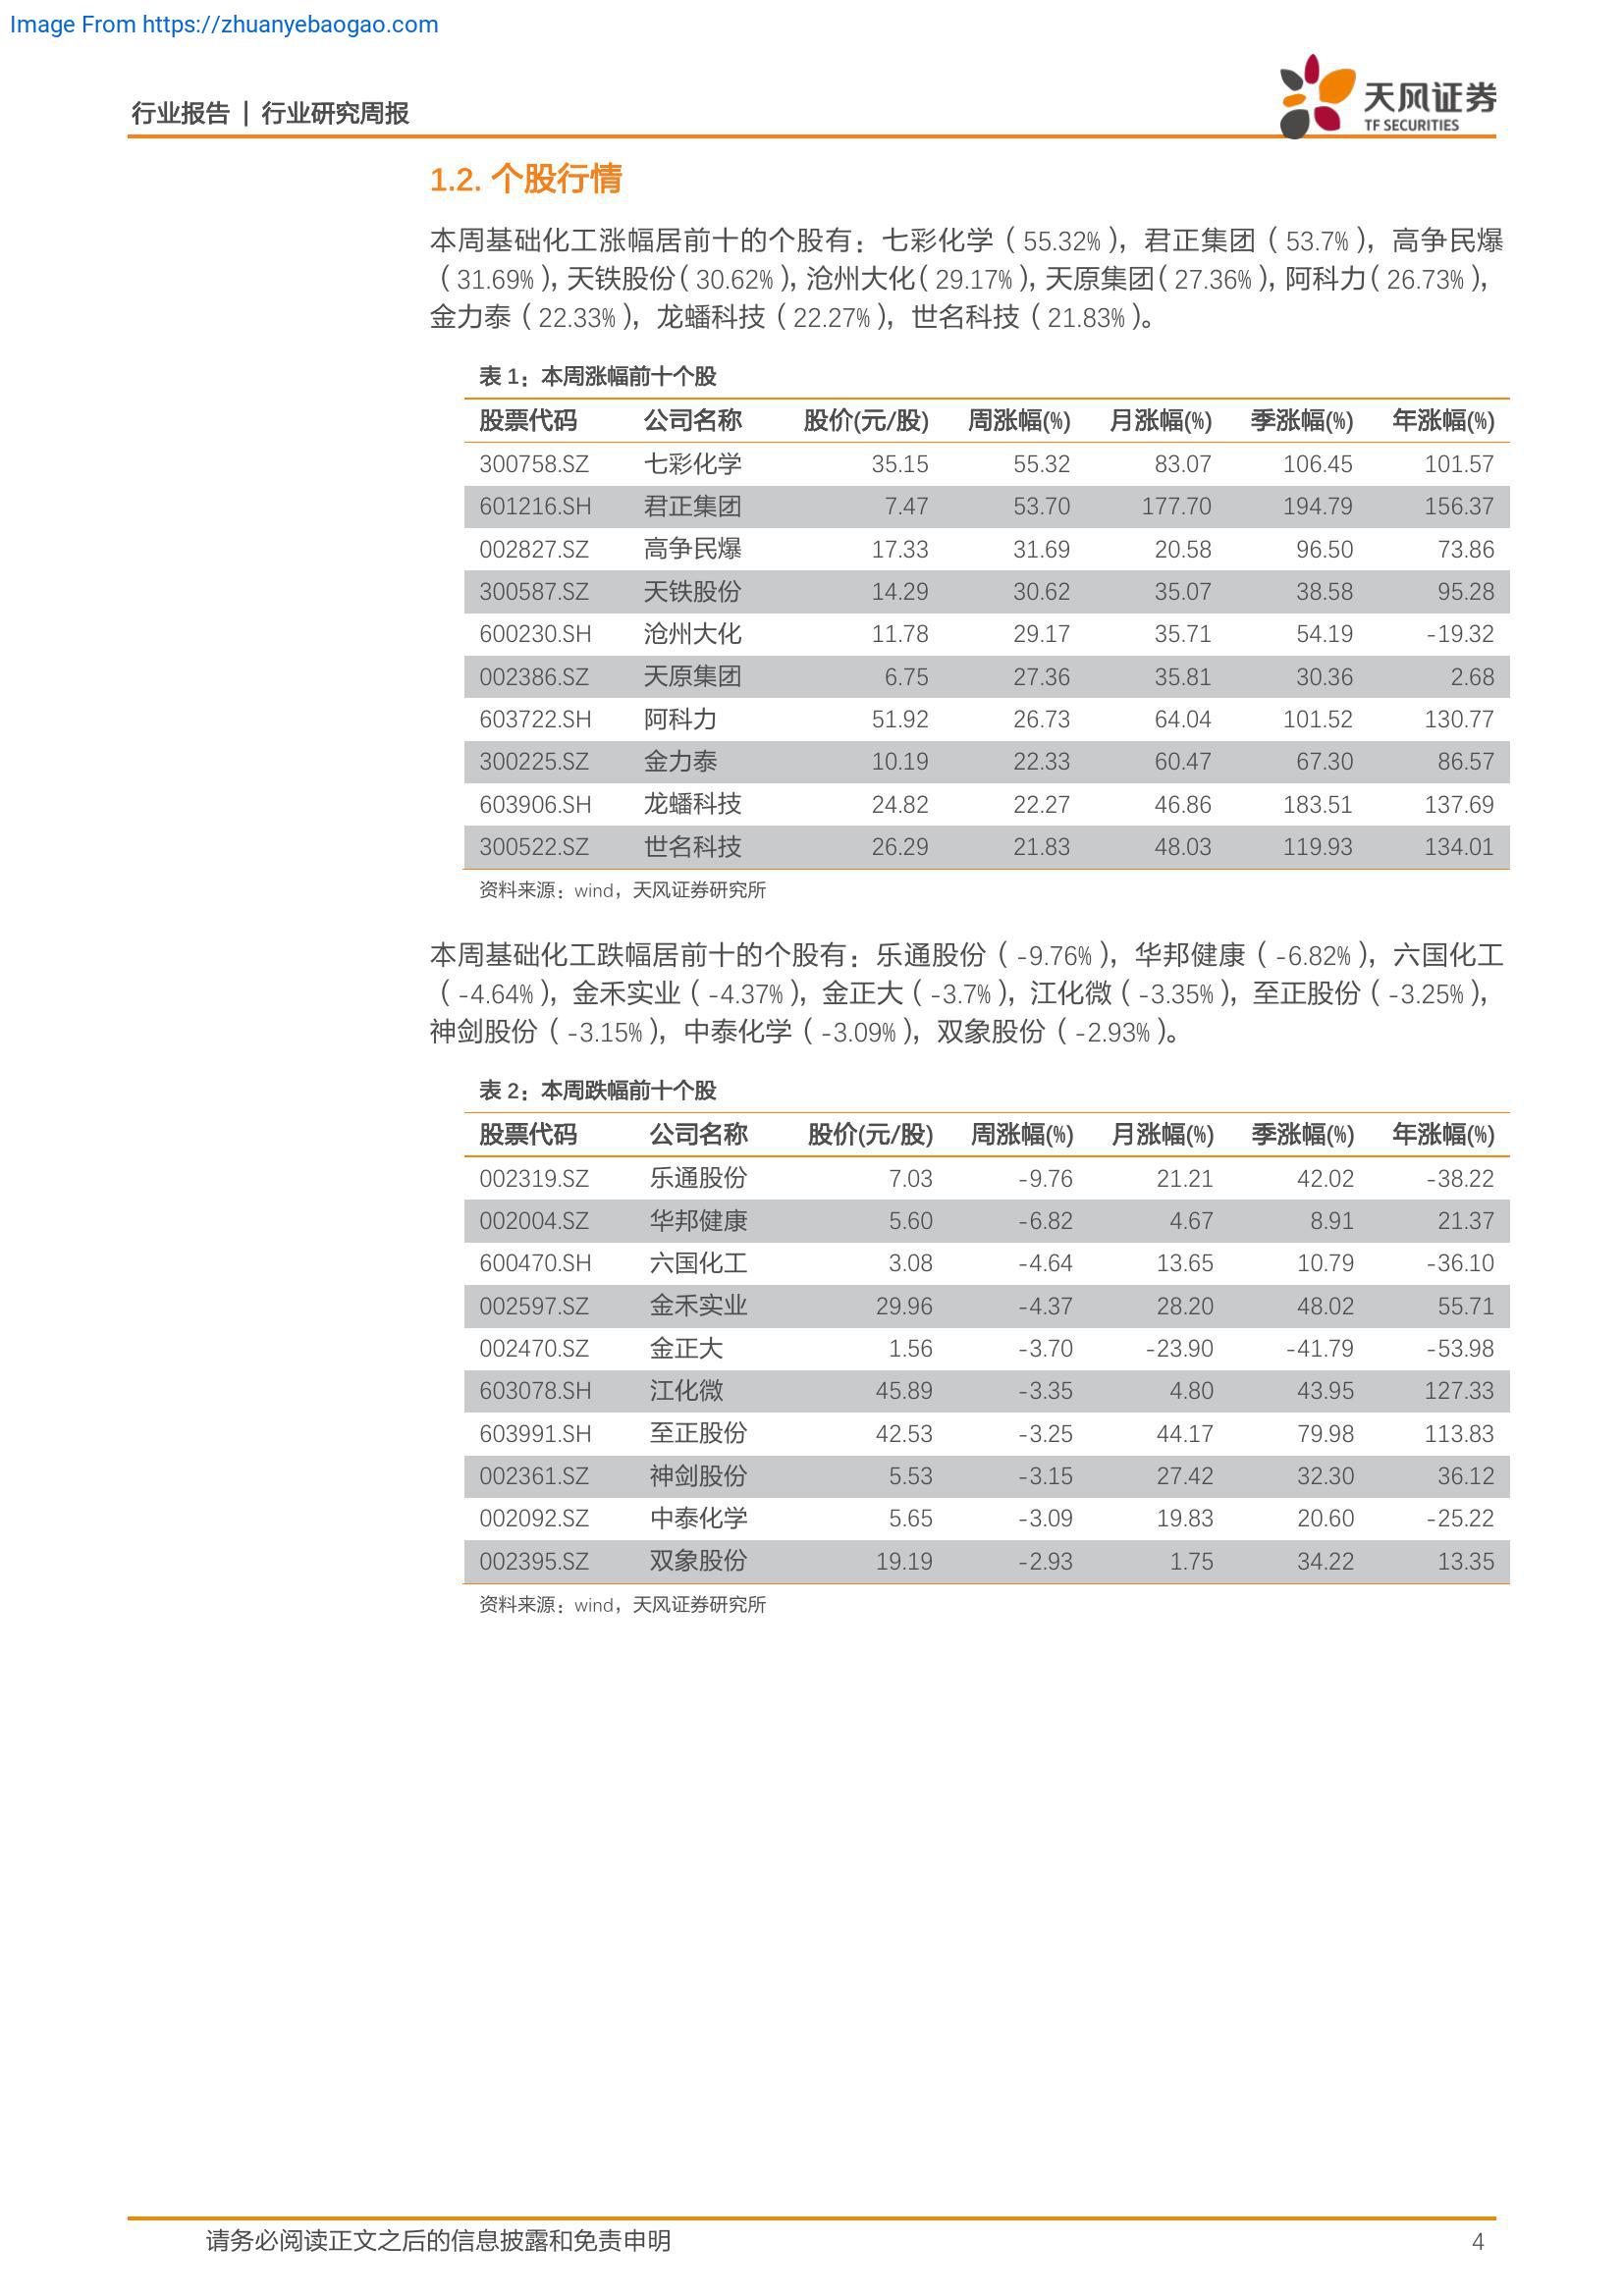 Image From https://zhuanyebaogao.com
行业报告 | 行业研究周报
天风证券
TF SECURITIES
1.2. 个股行情
本周基础化工涨幅居前十的个股有：七彩化学（55.32%），君正集团（53.7%），高争民爆
（31.69%），天铁股份（30.62%），沧州大化（29.17%），天原集团（27.36%），阿科力（26.73%），
金力泰（22.33%），龙蟠科技（22.27%），世名科技（21.83%）。
表 1：本周涨幅前十个股
股票代码 公司名称 股价(元/股) 周涨幅(%) 月涨幅(%) 季涨幅(%) 年涨幅(%)
300758.SZ 七彩化学 35.15 55.32 83.07 106.45 101.57
601216.SH 君正集团 7.47 53.70 177.70 194.79 156.37
002827.SZ 高争民爆 17.33 31.69 20.58 96.50 73.86
300587.SZ 天铁股份 14.29 30.62 35.07 38.58 95.28
600230.SH 沧州大化 11.78 29.17 35.71 54.19 -19.32
002386.SZ 天原集团 6.75 27.36 35.81 30.36 2.68
603722.SH 阿科力 51.92 26.73 64.04 101.52 130.77
300225.SZ 金力泰 10.19 22.33 60.47 67.30 86.57
603906.SH 龙蟠科技 24.82 22.27 46.86 183.51 137.69
300522.SZ 世名科技 26.29 21.83 48.03 119.93 134.01
资料来源：wind，天风证券研究所
本周基础化工跌幅居前十的个股有：乐通股份（-9.76%），华邦健康（-6.82%），六国化工
（-4.64%），金禾实业（-4.37%），金正大（-3.7%），江化微（-3.35%），至正股份（-3.25%），
神剑股份（-3.15%），中泰化学（-3.09%），双象股份（-2.93%）。
表 2：本周跌幅前十个股
股票代码 公司名称 股价(元/股) 周涨幅(%) 月涨幅(%) 季涨幅(%) 年涨幅(%)
002319.SZ 乐通股份 7.03 -9.76 21.21 42.02 -38.22
002004.SZ 华邦健康 5.60 -6.82 4.67 8.91 21.37
600470.SH 六国化工 3.08 -4.64 13.65 10.79 -36.10
002597.SZ 金禾实业 29.96 -4.37 28.20 48.02 55.71
002470.SZ 金正大 1.56 -3.70 -23.90 -41.79 -53.98
603078.SH 江化微 45.89 -3.35 4.80 43.95 127.33
603991.SH 至正股份 42.53 -3.25 44.17 79.98 113.83
002361.SZ 神剑股份 5.53 -3.15 27.42 32.30 36.12
002092.SZ 中泰化学 5.65 -3.09 19.83 20.60 -25.22
002395.SZ 双象股份 19.19 -2.93 1.75 34.22 13.35
资料来源：wind，天风证券研究所
请务必阅读正文之后的信息披露和免责申明 4